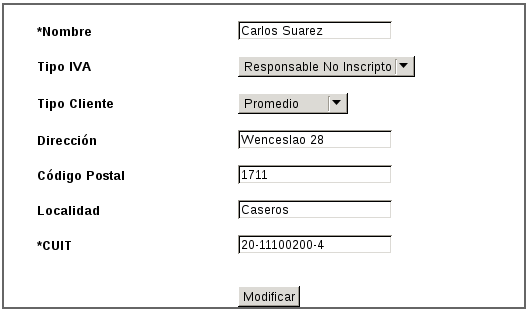 *Nombre Carlos Suarez
Tipo IVA Responsable No Inscripto
Tipo Cliente Promedio
Dirección Wenceslao 28
Código Postal 1711
Localidad Caseros
*CUIT 20-11100200-4
Modificar